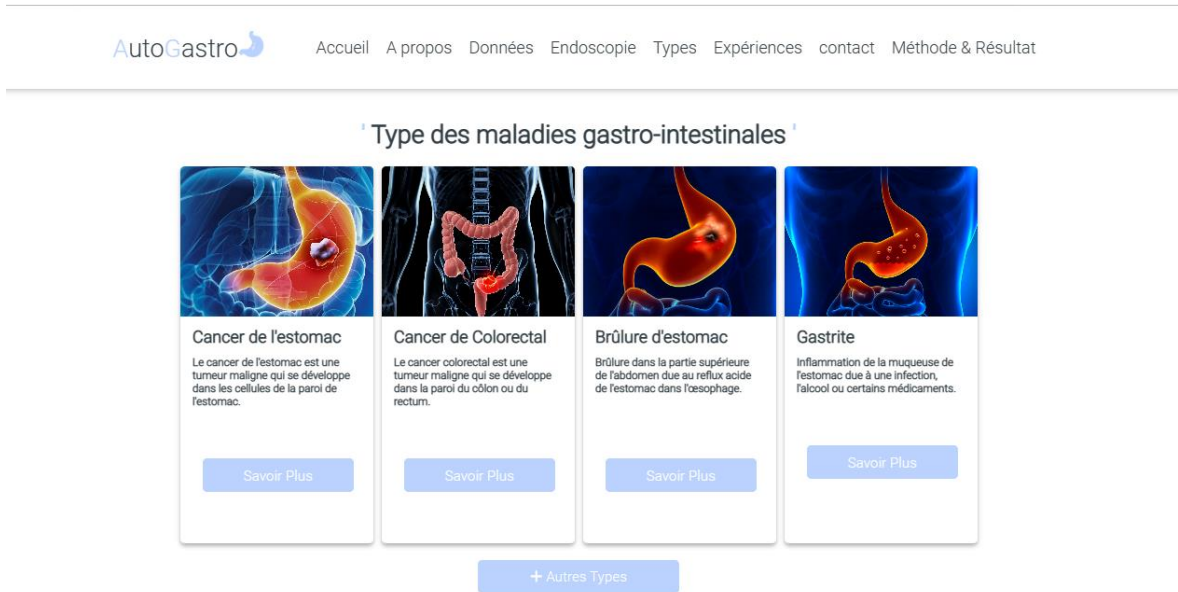 AutoGastro
Accueil A propos Données Endoscopie Types Expériences contact Méthode & Résultat
' Type des maladies gastro-intestinales '
Cancer de l'estomac
Le cancer de l'estomac est une
tumeur maligne qui se développe
dans les cellules de la paroi de
l'estomac.
Savoir Plus
Cancer de Colorectal
Le cancer colorectal est une
tumeur maligne qui se développe
dans la paroi du côlon ou du
rectum.
Savoir Plus
Brûlure d'estomac
Brûlure dans la partie supérieure
de l'abdomen due au reflux acide
de l'estomac dans l'œsophage.
Savoir Plus
Gastrite
Inflammation de la muqueuse de
l'estomac due à une infection,
l'alcool ou certains médicaments.
Savoir Plus
+ Autres Types